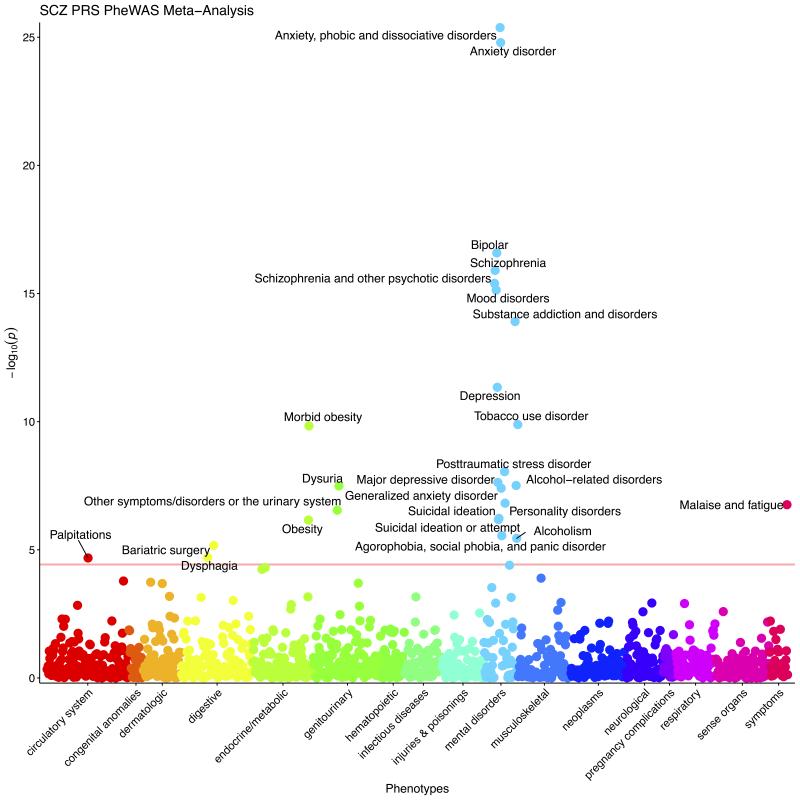 SCZ PRS PheWAS Meta−Analysis
25
Anxiety, phobic and dissociative disorders
Anxiety disorder
20
Bipolar
Schizophrenia
Schizophrenia and other psychotic disorders
15
Mood disorders
Substance addiction and disorders
−log10(p)
Depression
10
Morbid obesity
Tobacco use disorder
Posttraumatic stress disorder
Dysuria
Major depressive disorder
Alcohol−related disorders
Generalized anxiety disorder
Other symptoms/disorders or the urinary system
Malaise and fatigue
Suicidal ideation
Personality disorders
Obesity
Suicidal ideation or attempt
Alcoholism
Palpitations
5
Bariatric surgery
Agorophobia, social phobia, and panic disorder
Dysphagia
0
circulatory system
congenital anomalies
dermatologic
digestive
endocrine/metabolic
genitourinary
hematopoietic
infectious diseases
injuries & poisonings
mental disorders
musculoskeletal
neoplasms
neurological
pregnancy complications
respiratory
sense organs
symptoms
Phenotypes